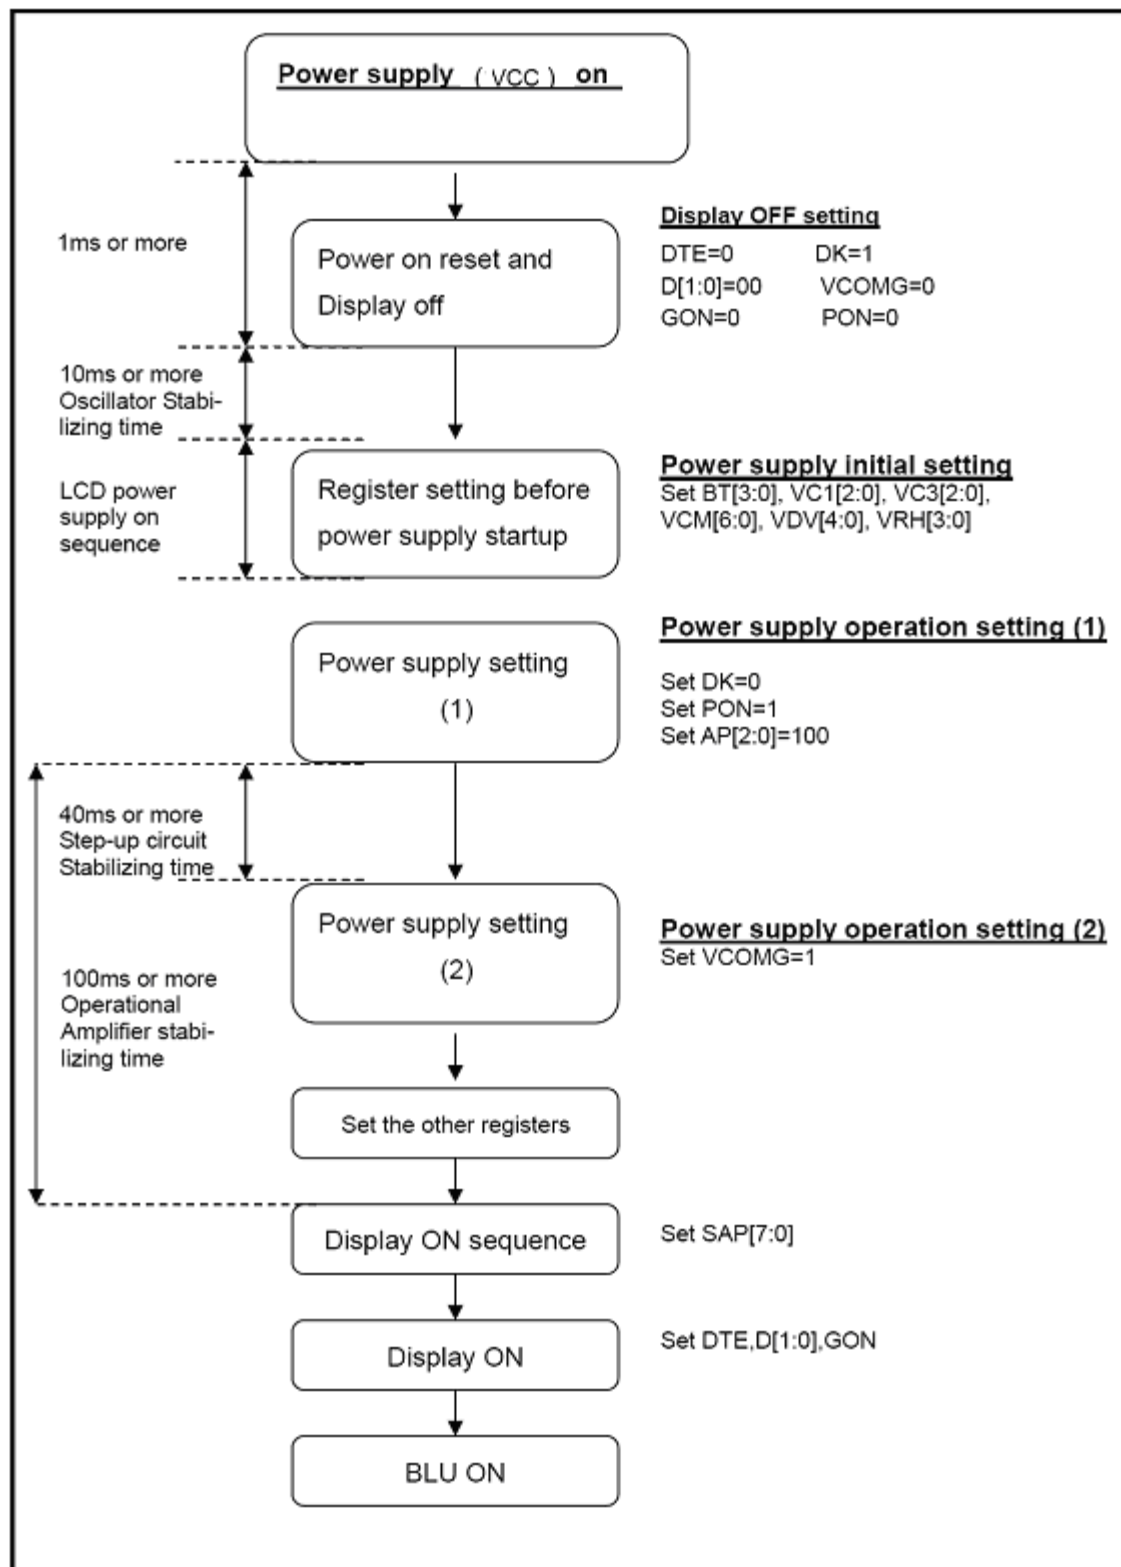 Power supply ( VCC ) on
1ms or more
Power on reset and
Display off
Display OFF setting
DTE=0 DK=1
D[1:0]=00 VCOMG=0
GON=0 PON=0
10ms or more
Oscillator Stabi-
lizing time
LCD power
supply on
sequence
Register setting before
power supply startup
Power supply initial setting
Set BT[3:0], VC1[2:0], VC3[2:0],
VCM[6:0], VDV[4:0], VRH[3:0]
Power supply setting
(1)
Power supply operation setting (1)
Set DK=0
Set PON=1
Set AP[2:0]=100
40ms or more
Step-up circuit
Stabilizing time
Power supply setting
(2)
Power supply operation setting (2)
Set VCOMG=1
100ms or more
Operational
Amplifier stabi-
lizing time
Set the other registers
Display ON sequence
Set SAP[7:0]
Display ON
Set DTE,D[1:0],GON
BLU ON